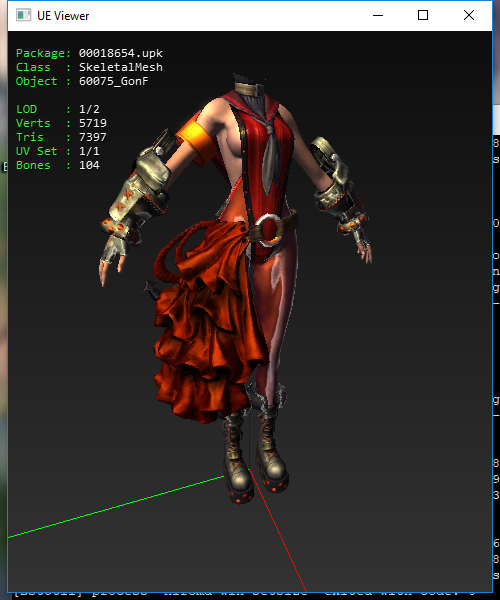 UE Viewer
Package: 00018654.upk
Class : SkeletalMesh
Object : 60075_GonF
LOD : 1/2
Verts : 5719
Tris : 7397
UV Set : 1/1
Bones : 104